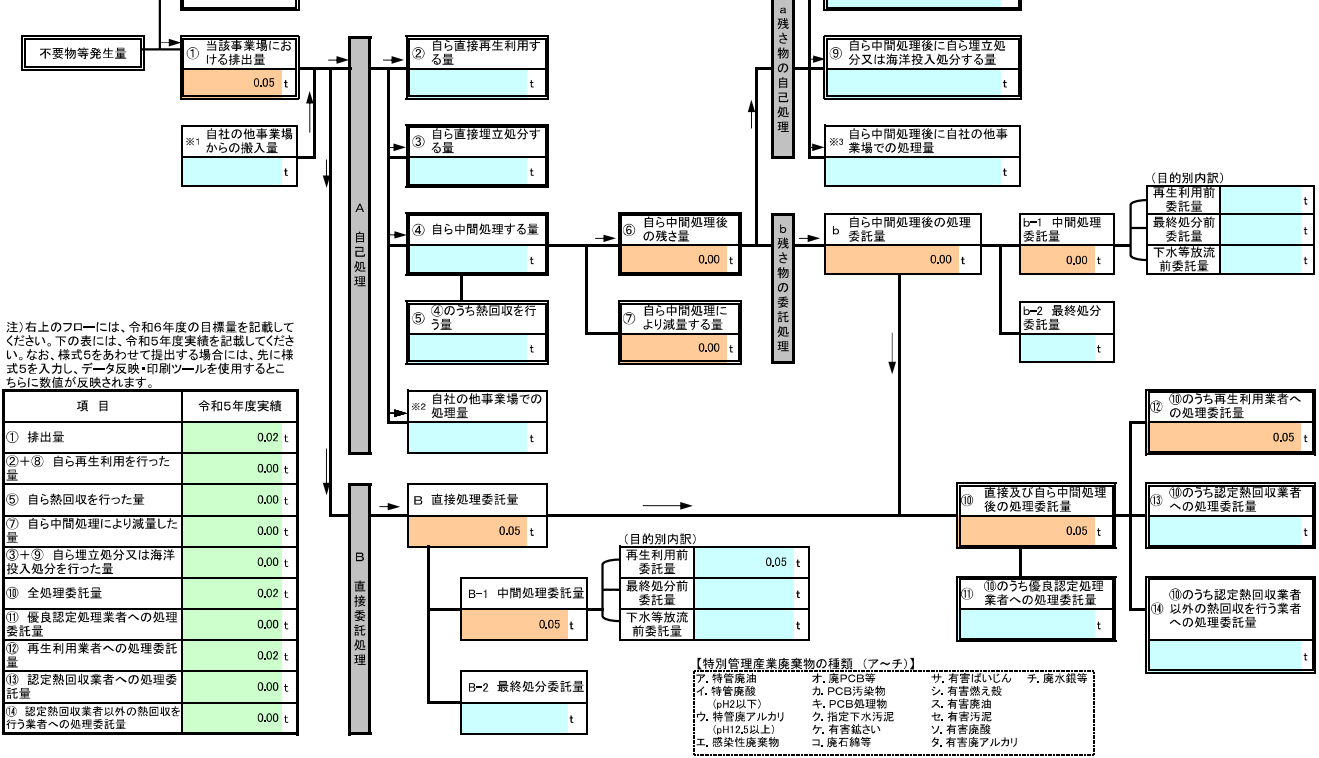 不要物等発生量
① 当該事業場にお
ける排出量
0.05 t
※1 自社の他事業場
からの搬入量
t
A 自己処理
② 自ら直接再生利用す
る量
t
③ 自ら直接埋立処分す
る量
t
④ 自ら中間処理する量
t
⑤ ④のうち熱回収を行
う量
t
※2 自社の他事業場での
処理量
t
⑥ 自ら中間処理後
の残さ量
0.00 t
⑦ 自ら中間処理に
より減量する量
0.00 t
a 残さ物の自己処理
t
⑨ 自ら中間処理後に自ら埋立処
分又は海洋投入処分する量
t
※3 自ら中間処理後に自社の他事
業場での処理量
t
b 残さ物の委託処理
b 自ら中間処理後の処理
委託量
0.00 t
b-1 中間処理
委託量
0.00 t
(目的別内訳)
再生利用前
委託量
t
最終処分前
委託量
t
下水等放流
前委託量
t
b-2 最終処分
委託量
t
注)右上のフローには、令和6年度の目標量を記載して
ください。下の表には、令和5年度実績を記載してくださ
い。なお、様式5をあわせて提出する場合には、先に様
式5を入力し、データ反映・印刷ツールを使用するとこ
ちらに数値が反映されます。
項 目 令和5年度実績
① 排出量 0.02 t
②+⑧ 自ら再生利用を行った
量 0.00 t
⑤ 自ら熱回収を行った量 0.00 t
⑦ 自ら中間処理により減量した
量 0.00 t
③+⑨ 自ら埋立処分又は海洋
投入処分を行った量 0.00 t
⑩ 全処理委託量 0.02 t
⑪ 優良認定処理業者への処理
委託量 0.00 t
⑫ 再生利用業者への処理委託
量 0.02 t
⑬ 認定熱回収業者への処理委
託量 0.00 t
⑭ 認定熱回収業者以外の熱回収を
行う業者への処理委託量 0.00 t
B 直接委託処理
B 直接処理委託量
0.05 t
B-1 中間処理委託量
0.05 t
(目的別内訳)
再生利用前
委託量
0.05 t
最終処分前
委託量
t
下水等放流
前委託量
t
B-2 最終処分委託量
t
⑩ 直接及び自ら中間処理
後の処理委託量
0.05 t
⑪ ⑩のうち優良認定処理
業者への処理委託量
t
⑫ ⑩のうち再生利用業者へ
の処理委託量
0.05 t
⑬ ⑩のうち認定熱回収業者
への処理委託量
t
⑭ ⑩のうち認定熱回収業者
以外の熱回収を行う業者
への処理委託量
t
【特別管理産業廃棄物の種類 (ア～チ)】
ア. 特管廃油
イ. 特管廃酸
(pH2以下)
ウ. 特管廃アルカリ
(pH12.5以上)
エ. 感染性廃棄物
オ. 廃PCB等
カ. PCB汚染物
キ. PCB処理物
ク. 指定下水汚泥
ケ. 有害鉱さい
コ. 廃石綿等
サ. 有害ばいじん
シ. 有害燃え殻
ス. 有害廃油
セ. 有害汚泥
ソ. 有害廃酸
タ. 有害廃アルカリ
チ. 廃水銀等